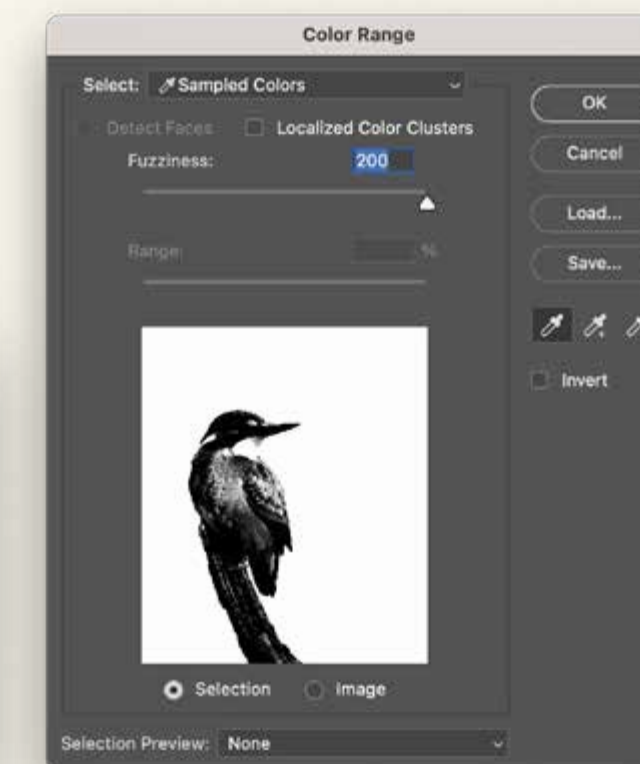 Color Range
Select: Sampled Colors
Detect Faces Localized Color Clusters
Fuzziness: 200
Range: %
Selection Image
Selection Preview: None
OK
Cancel
Load...
Save...
Invert